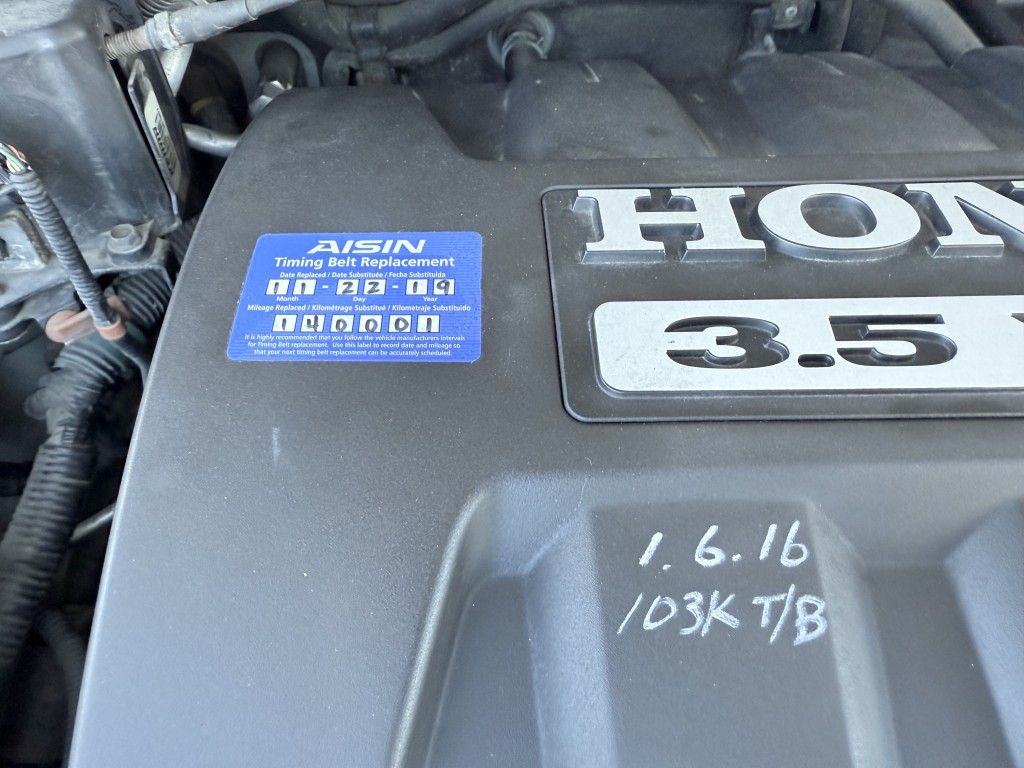 AISIN
Timing Belt Replacement
Date Replaced / Date Substituée / Fecha Substituida
11 - 22 - 19
Month Day Year
Mileage Replaced / Kilométrage Substitué / Kilometraje Substituido
140001
It is highly recommended that you follow the vehicle manufacturers intervals
for Timing Belt replacement. Use this label to record date and mileage so
that your next timing belt replacement can be accurately scheduled.
HON
3.5
1.6.16
103K T/B